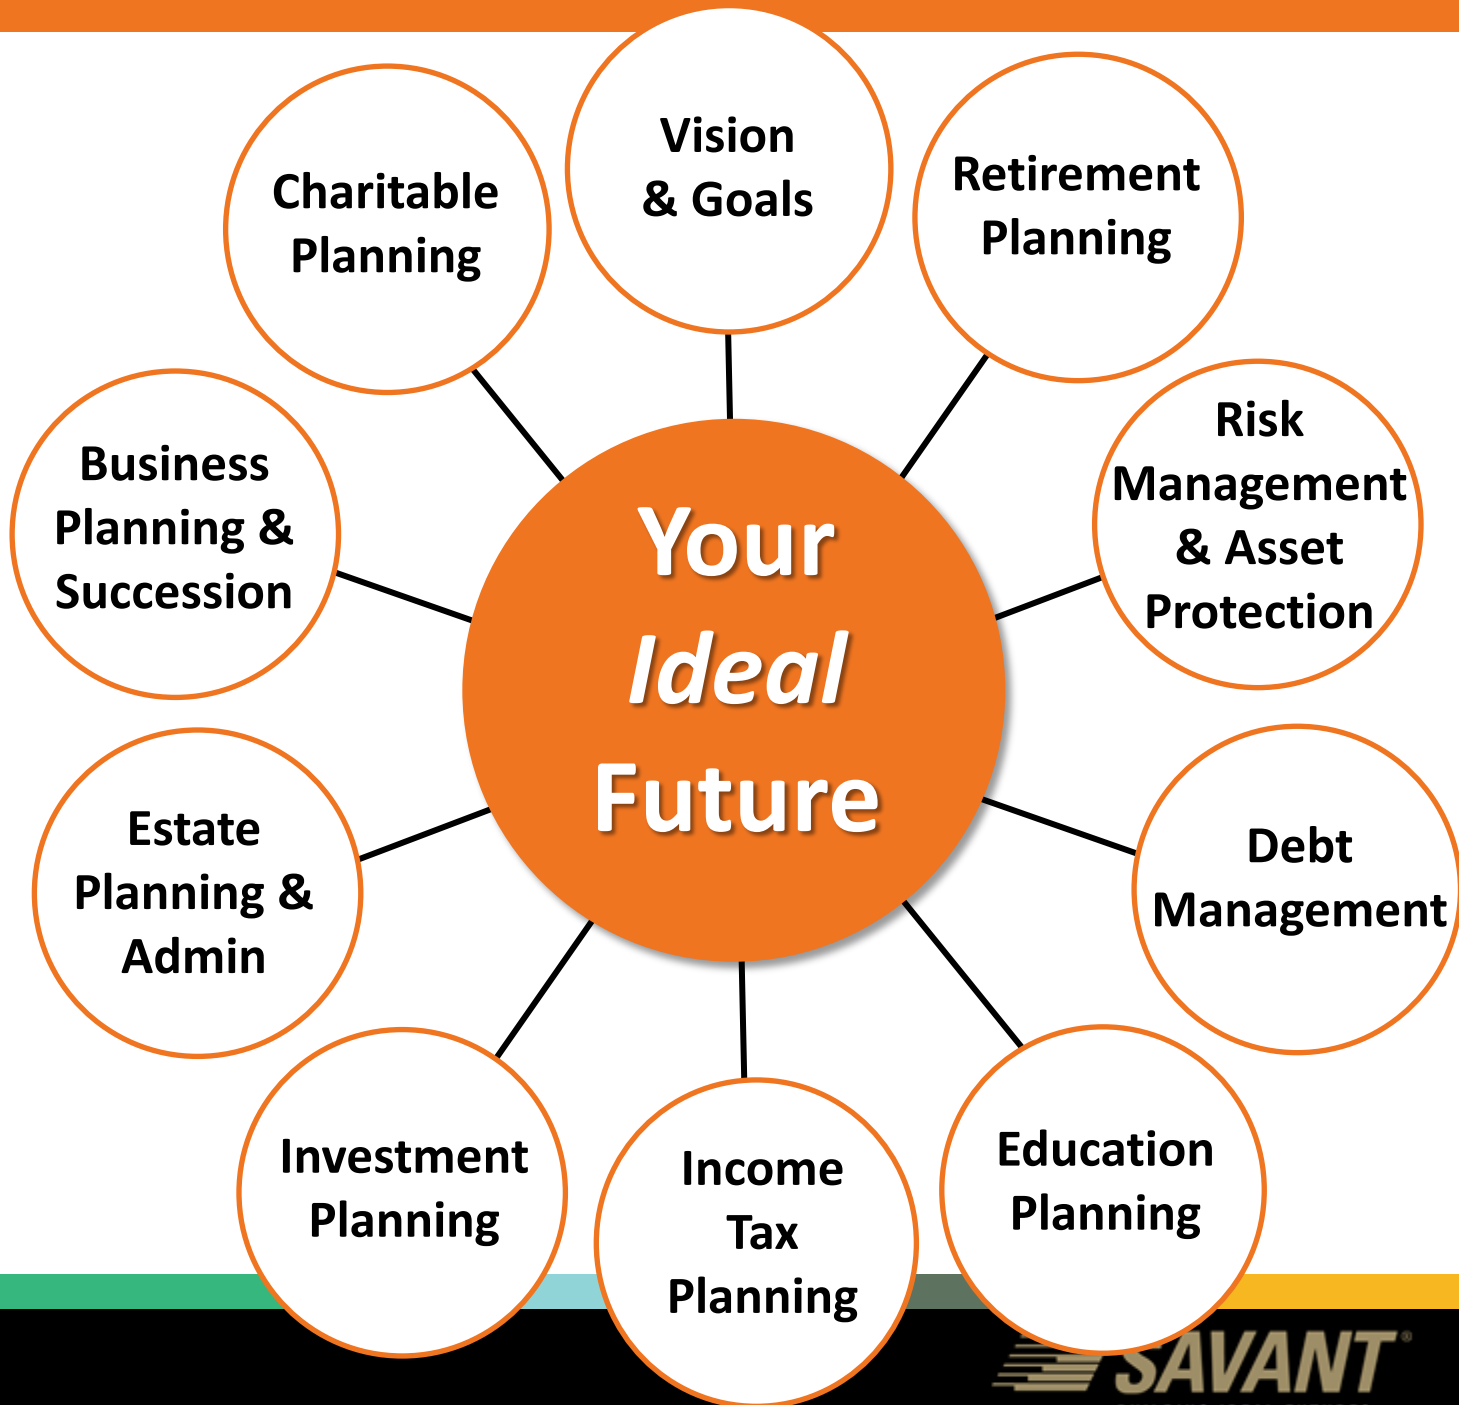 Vision
& Goals
Retirement
Planning
Risk
Management
& Asset
Protection
Debt
Management
Education
Planning
Income
Tax
Planning
Investment
Planning
Estate
Planning &
Admin
Business
Planning &
Succession
Charitable
Planning
Your
Ideal
Future
SAVANT®